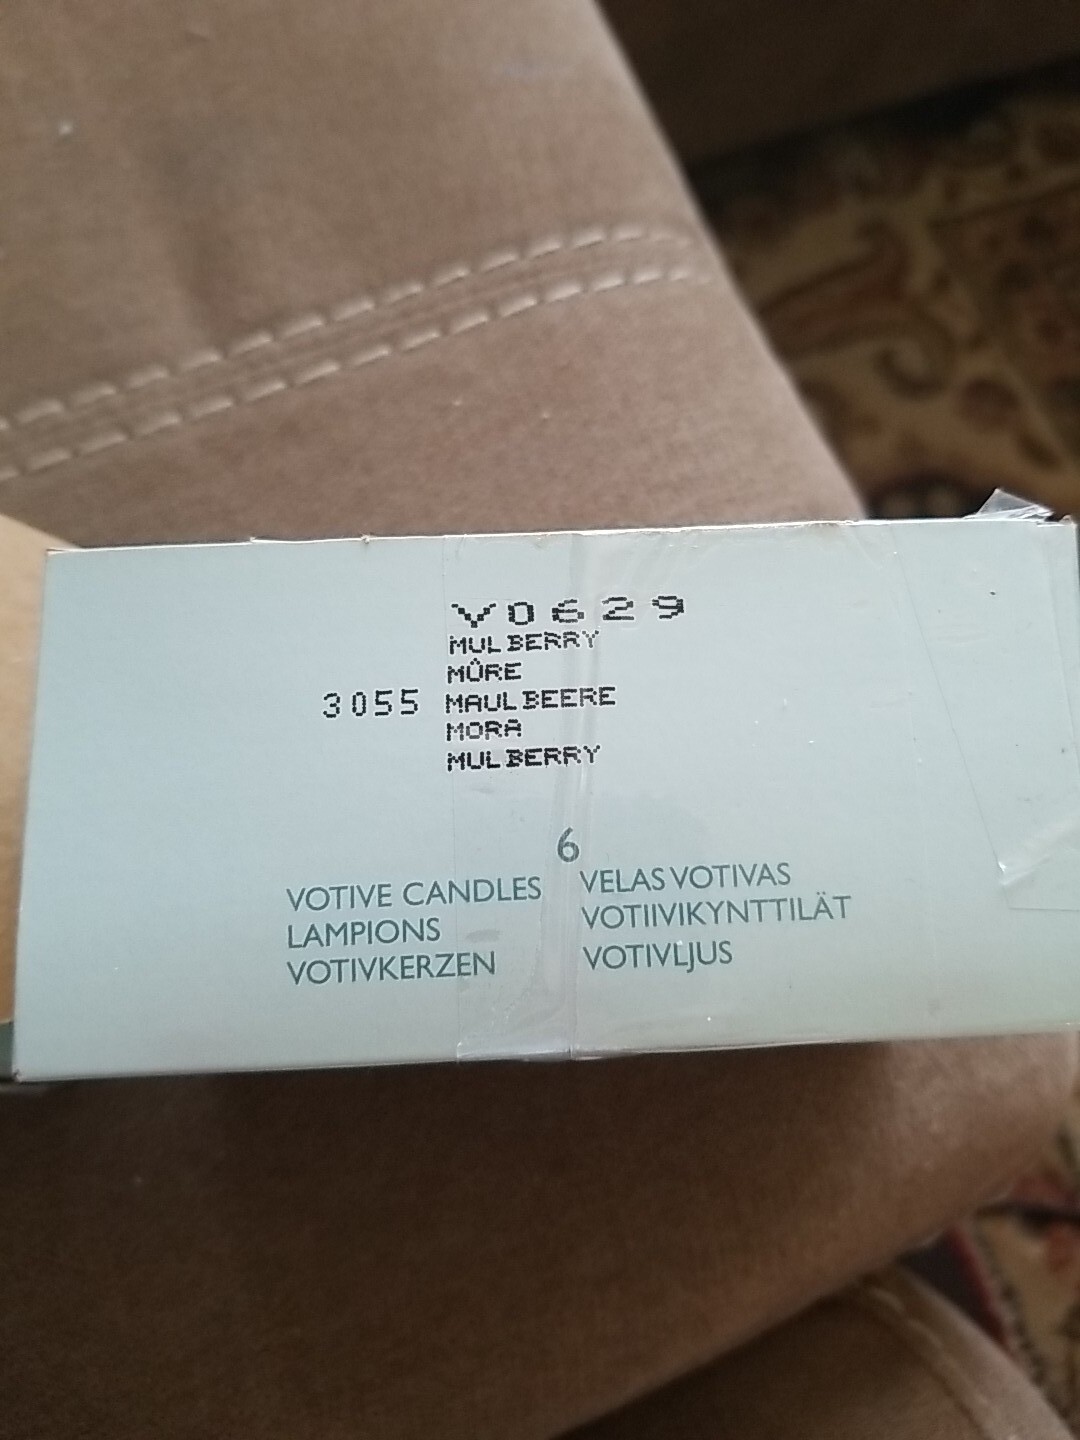 V0629
MULBERRY
MÛRE
3055 MAULBEERE
MORA
MULBERRY
6
VOTIVE CANDLES
LAMPIONS
VOTIVKERZEN
VELAS VOTIVAS
VOTIIVIKYNTTILÄT
VOTIVLJUS